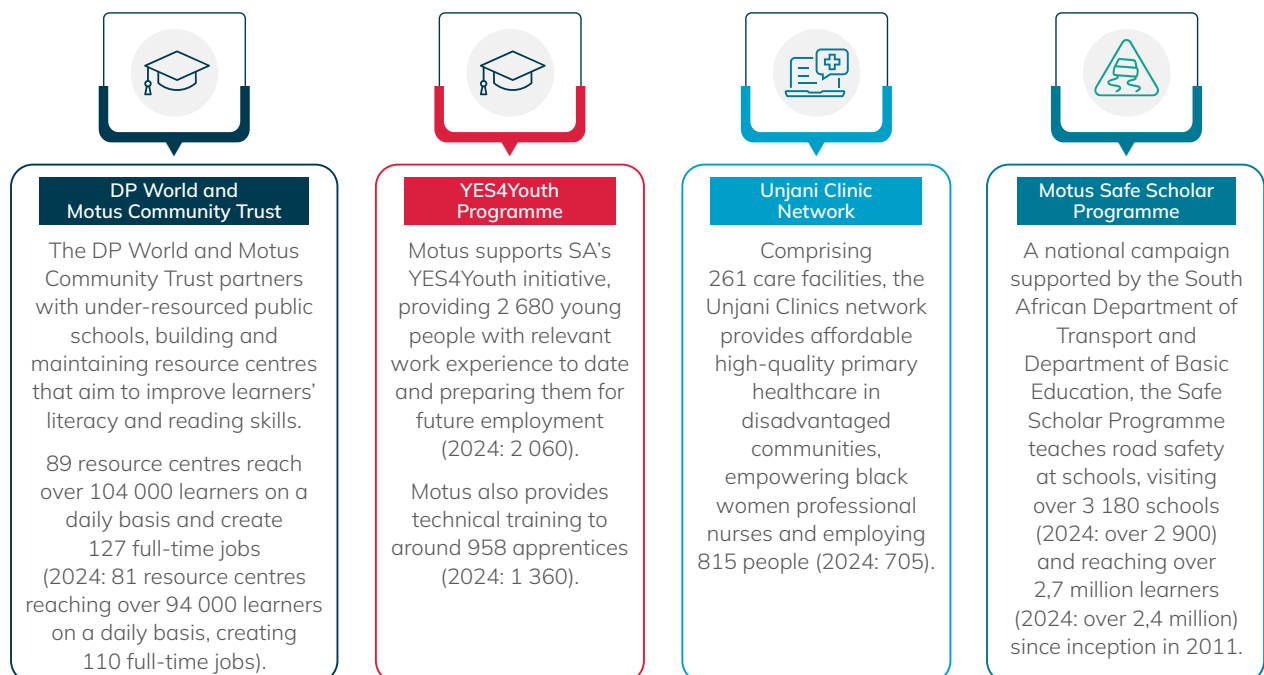 DP World and
Motus Community Trust
The DP World and Motus
Community Trust partners
with under-resourced public
schools, building and
maintaining resource centres
that aim to improve learners’
literacy and reading skills.
89 resource centres reach
over 104 000 learners on a
daily basis and create
127 full-time jobs
(2024: 81 resource centres
reaching over 94 000 learners
on a daily basis, creating
110 full-time jobs).
YES4Youth
Programme
Motus supports SA’s
YES4Youth initiative,
providing 2 680 young
people with relevant
work experience to date
and preparing them for
future employment
(2024: 2 060).
Motus also provides
technical training to
around 958 apprentices
(2024: 1 360).
Unjani Clinic
Network
Comprising
261 care facilities, the
Unjani Clinics network
provides affordable
high-quality primary
healthcare in
disadvantaged
communities,
empowering black
women professional
nurses and employing
815 people (2024: 705).
Motus Safe Scholar
Programme
A national campaign
supported by the South
African Department of
Transport and
Department of Basic
Education, the Safe
Scholar Programme
teaches road safety
at schools, visiting
over 3 180 schools
(2024: over 2 900)
and reaching over
2,7 million learners
(2024: over 2,4 million)
since inception in 2011.